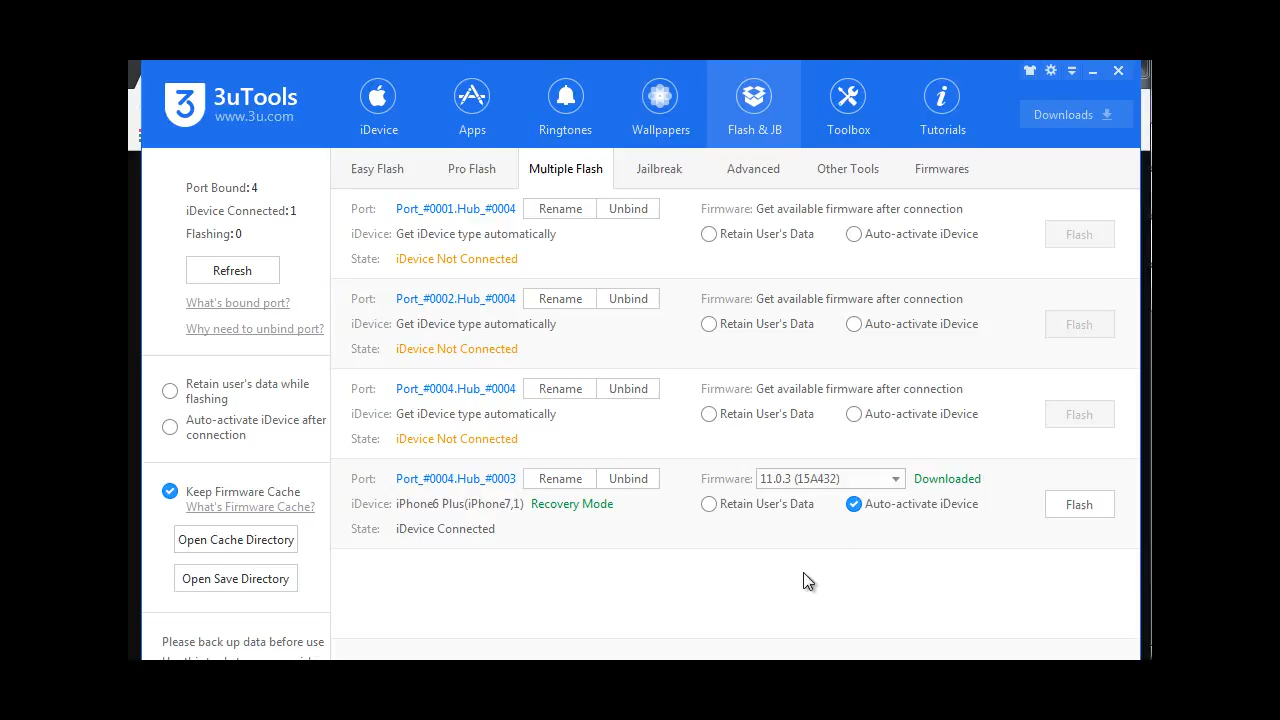 3uTools
www.3u.com
iDevice
Apps
Ringtones
Wallpapers
Flash & JB
Toolbox
Tutorials
Downloads
Easy Flash
Pro Flash
Multiple Flash
Jailbreak
Advanced
Other Tools
Firmwares
Port Bound: 4
iDevice Connected: 1
Flashing: 0
Refresh
What's bound port?
Why need to unbind port?
Retain user's data while
flashing
Auto-activate iDevice after
connection
Keep Firmware Cache
What's Firmware Cache?
Open Cache Directory
Open Save Directory
Please back up data before use
Port: Port_#0001.Hub_#0004 Rename Unbind Firmware: Get available firmware after connection
iDevice: Get iDevice type automatically Retain User's Data Auto-activate iDevice Flash
State: iDevice Not Connected
Port: Port_#0002.Hub_#0004 Rename Unbind Firmware: Get available firmware after connection
iDevice: Get iDevice type automatically Retain User's Data Auto-activate iDevice Flash
State: iDevice Not Connected
Port: Port_#0004.Hub_#0004 Rename Unbind Firmware: Get available firmware after connection
iDevice: Get iDevice type automatically Retain User's Data Auto-activate iDevice Flash
State: iDevice Not Connected
Port: Port_#0004.Hub_#0003 Rename Unbind Firmware: 11.0.3 (15A432) Downloaded
iDevice: iPhone6 Plus(iPhone7,1) Recovery Mode Retain User's Data Auto-activate iDevice Flash
State: iDevice Connected